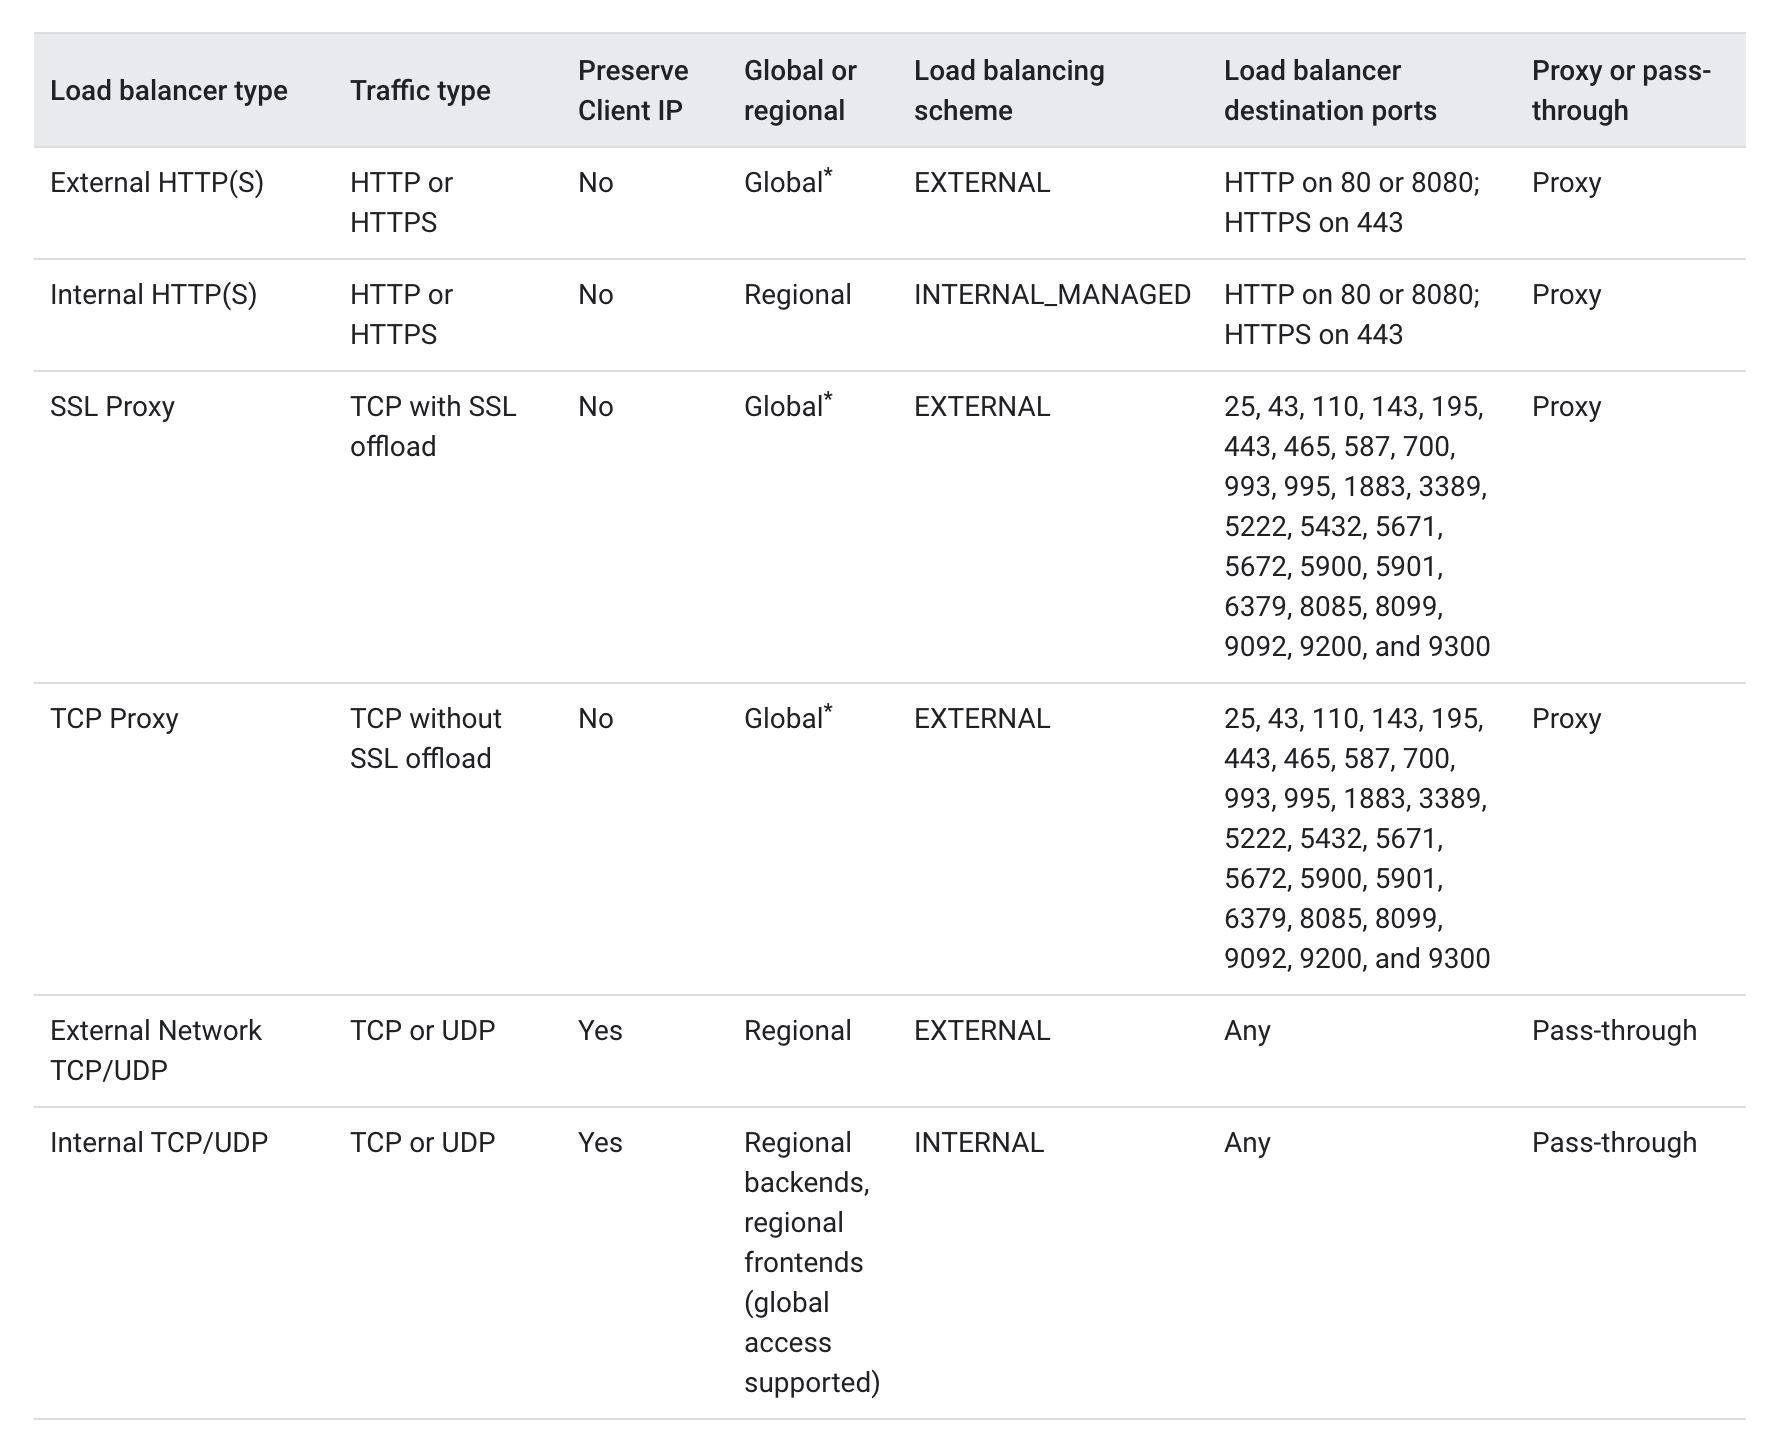 Load balancer type
Traffic type
Preserve
Client IP
Global or
regional
Load balancing
scheme
Load balancer
destination ports
Proxy or pass-
through
External HTTP(S)
HTTP or
HTTPS
No
Global*
EXTERNAL
HTTP on 80 or 8080;
HTTPS on 443
Proxy
Internal HTTP(S)
HTTP or
HTTPS
No
Regional
INTERNAL_MANAGED
HTTP on 80 or 8080;
HTTPS on 443
Proxy
SSL Proxy
TCP with SSL
offload
No
Global*
EXTERNAL
25, 43, 110, 143, 195,
443, 465, 587, 700,
993, 995, 1883, 3389,
5222, 5432, 5671,
5672, 5900, 5901,
6379, 8085, 8099,
9092, 9200, and 9300
Proxy
TCP Proxy
TCP without
SSL offload
No
Global*
EXTERNAL
25, 43, 110, 143, 195,
443, 465, 587, 700,
993, 995, 1883, 3389,
5222, 5432, 5671,
5672, 5900, 5901,
6379, 8085, 8099,
9092, 9200, and 9300
Proxy
External Network
TCP/UDP
TCP or UDP
Yes
Regional
EXTERNAL
Any
Pass-through
Internal TCP/UDP
TCP or UDP
Yes
Regional
backends,
regional
frontends
(global
access
supported)
INTERNAL
Any
Pass-through